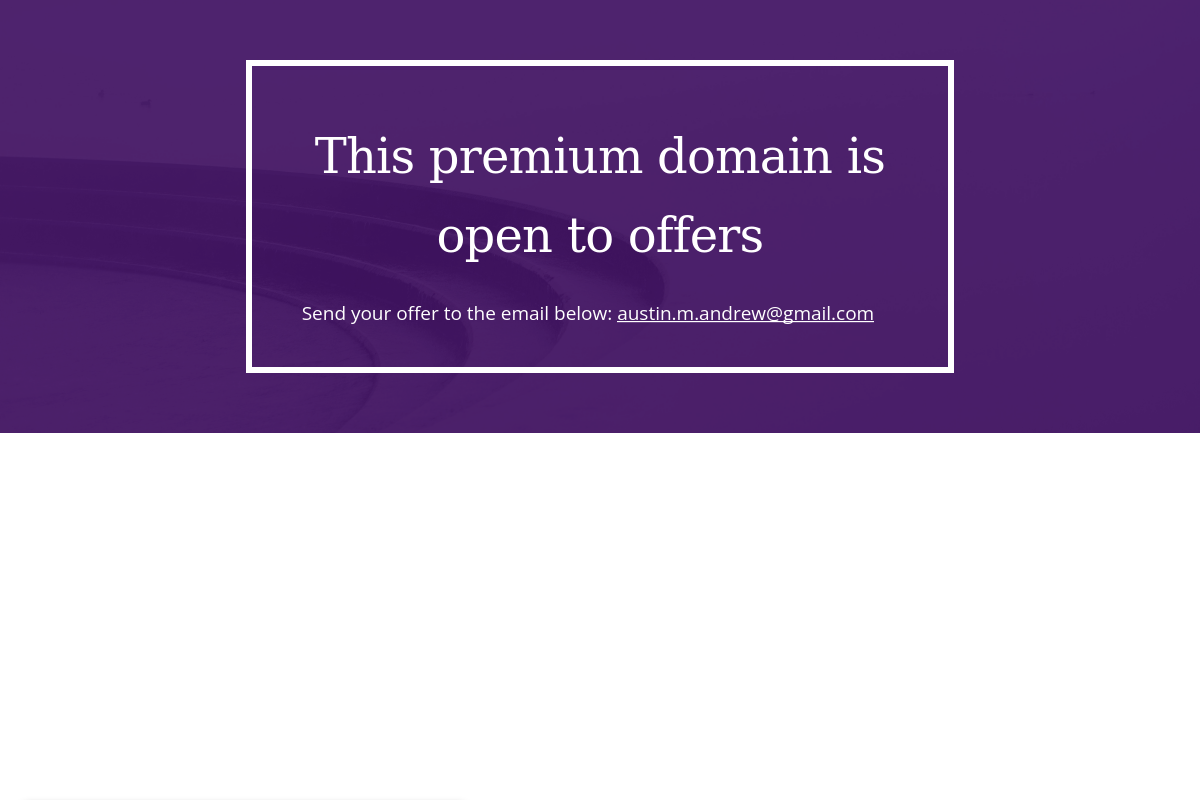 This premium domain is
open to offers
Send your offer to the email below: austin.m.andrew@gmail.com